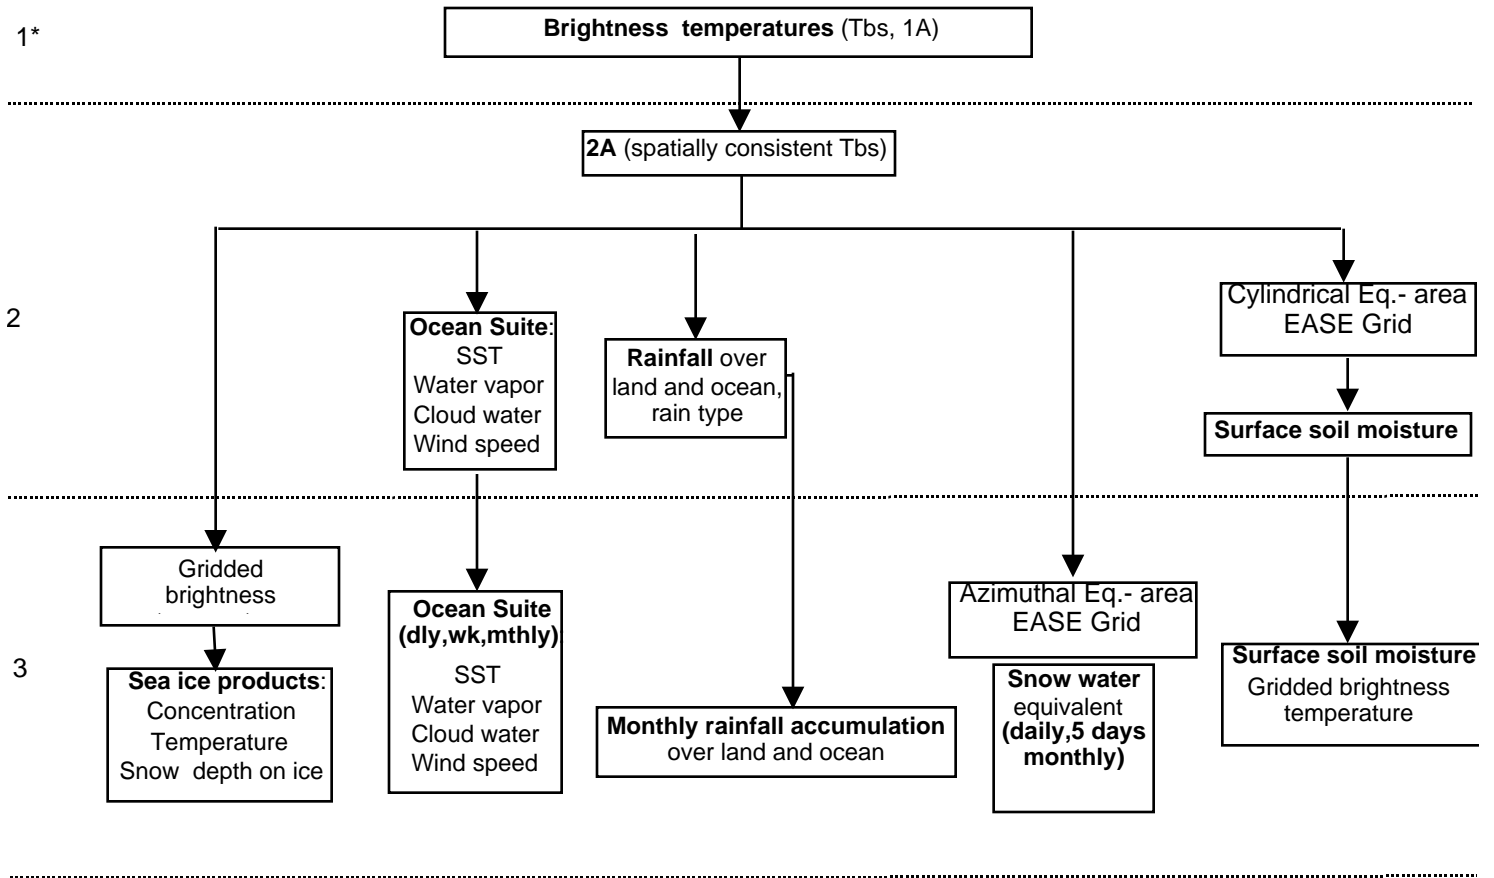 1*
Brightness temperatures (Tbs, 1A)
2A (spatially consistent Tbs)
2
Ocean Suite:
SST
Water vapor
Cloud water
Wind speed
Rainfall over
land and ocean,
rain type
Cylindrical Eq.- area
EASE Grid
Surface soil moisture
3
Gridded
brightness
Sea ice products:
Concentration
Temperature
Snow depth on ice
Ocean Suite
(dly,wk,mthly)
SST
Water vapor
Cloud water
Wind speed
Monthly rainfall accumulation
over land and ocean
Azimuthal Eq.- area
EASE Grid
Snow water
equivalent
(daily,5 days
monthly)
Surface soil moisture
Gridded brightness
temperature